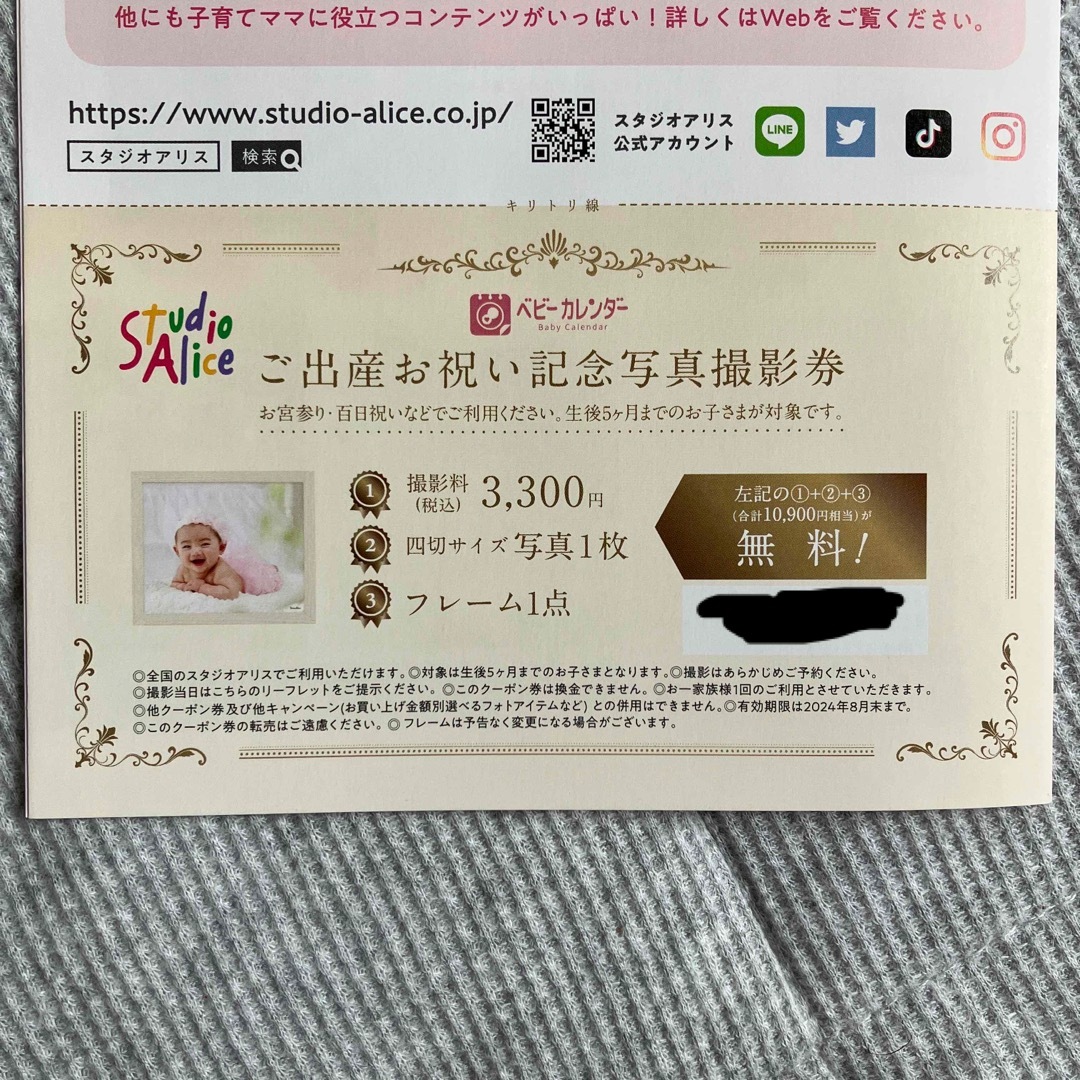 他にも子育てママに役立つコンテンツがいっぱい！詳しくはWebをご覧ください。
https://www.studio-alice.co.jp/
スタジオアリス 検索
スタジオアリス
公式アカウント
LINE
キリトリ線
Studio
Alice
ベビーカレンダー
Baby Calendar
ご出産お祝い記念写真撮影券
お宮参り・百日祝いなどでご利用ください。生後5ヶ月までのお子さまが対象です。
1 撮影料(税込) 3,300円
2 四切サイズ 写真1枚
3 フレーム1点
左記の①+②+③
(合計10,900円相当)が
無料！
◎全国のスタジオアリスでご利用いただけます。◎対象は生後5ヶ月までのお子さまとなります。◎撮影はあらかじめご予約ください。
◎撮影当日はこちらのリーフレットをご提示ください。◎このクーポン券は換金できません。◎お一家族様1回のご利用とさせていただきます。
◎他クーポン券及び他キャンペーン(お買い上げ金額別選べるフォトアイテムなど)との併用はできません。◎有効期限は2024年8月末まで。
◎このクーポン券の転売はご遠慮ください。◎フレームは予告なく変更になる場合がございます。